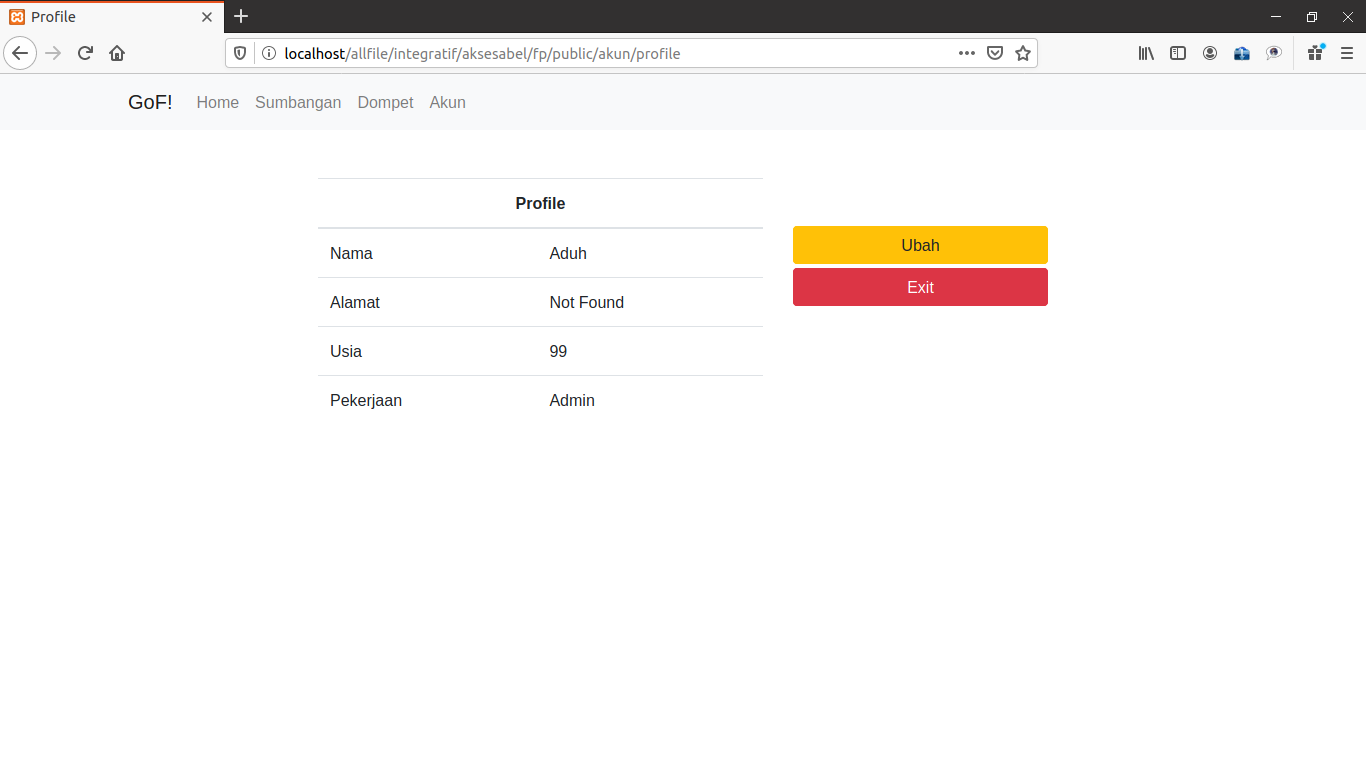 Profile
localhost/allfile/integratif/aksesabel/fp/public/akun/profile
GoF! Home Sumbangan Dompet Akun
Profile
Nama Aduh
Alamat Not Found
Usia 99
Pekerjaan Admin
Ubah
Exit